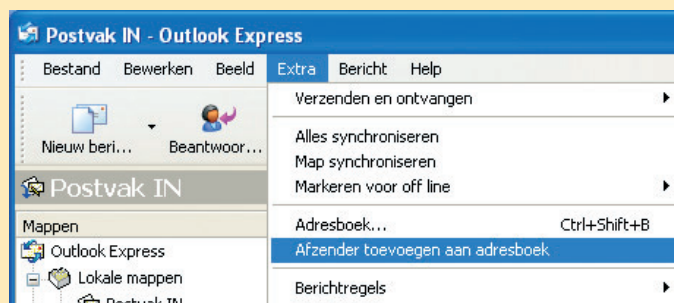 Postvak IN - Outlook Express
Bestand Bewerken Beeld Extra Bericht Help
Nieuw beri... Beantwoor...
Postvak IN
Mappen
Outlook Express
Lokale mappen
Postvak IN
Verzenden en ontvangen
Alles synchroniseren
Map synchroniseren
Markeren voor off line
Adresboek... Ctrl+Shift+B
Afzender toevoegen aan adresboek
Berichtregels